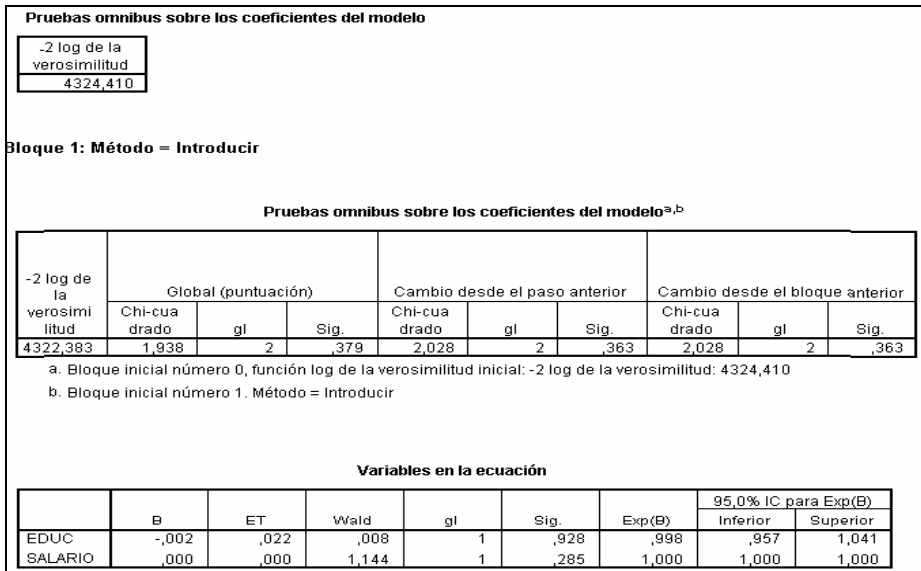 Pruebas omnibus sobre los coeficientes del modelo
-2 log de la
verosimilitud
4324,410
Bloque 1: Método = Introducir
Pruebas omnibus sobre los coeficientes del modelo a,b
-2 log de
la
verosimi
litud
Global (puntuación) Cambio desde el paso anterior Cambio desde el bloque anterior
Chi-cua
drado gl Sig. Chi-cua
drado gl Sig. Chi-cua
drado gl Sig.
4322,383 1,938 2 ,379 2,028 2 ,363 2,028 2 ,363
a. Bloque inicial número 0, función log de la verosimilitud inicial: -2 log de la verosimilitud: 4324,410
b. Bloque inicial número 1. Método = Introducir
Variables en la ecuación
95,0% IC para Exp(B)
B ET Wald gl Sig. Exp(B) Inferior Superior
EDUC -,002 ,022 ,008 1 ,928 ,998 ,957 1,041
SALARIO ,000 ,000 1,144 1 ,285 1,000 1,000 1,000